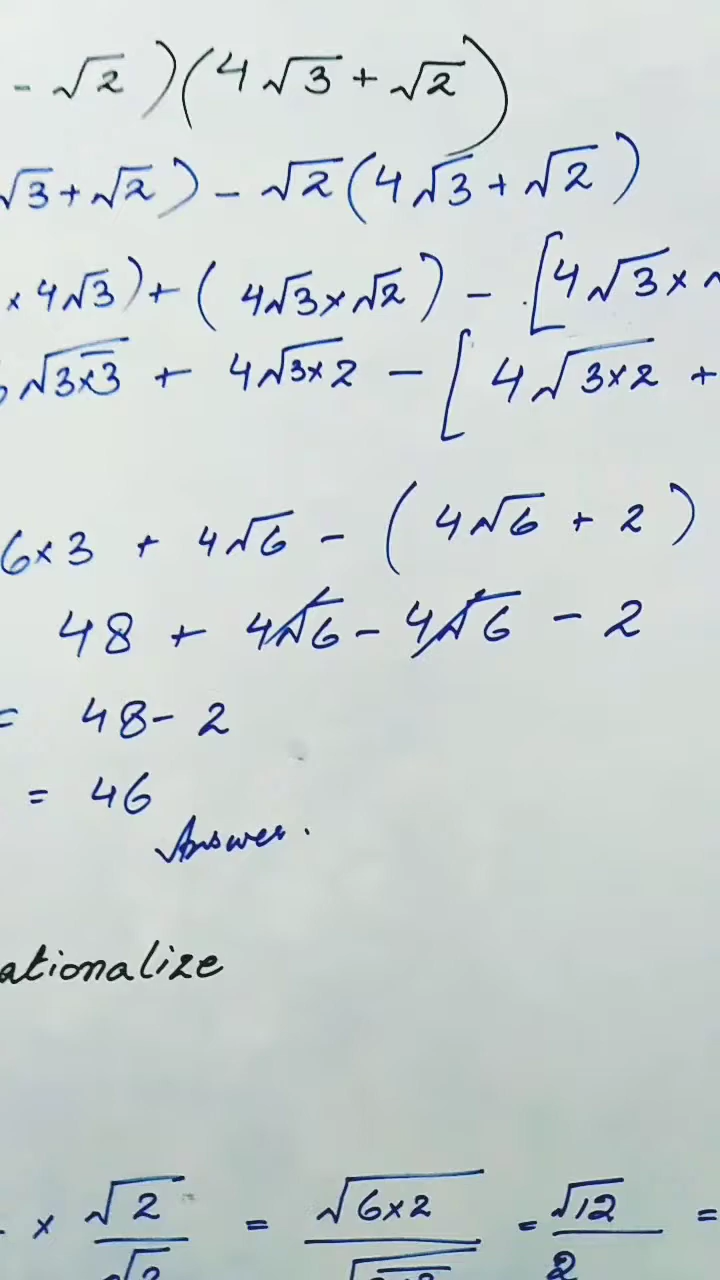 - √2)(4√3 + √2)
√3 + √2) - √2(4√3 + √2)
× 4√3) + (4√3 × √2) - [4√3 ×
√3×3 + 4√3×2 - [4√3×2 +
6×3 + 4√6 - (4√6 + 2)
48 + 4√6 - 4√6 - 2
= 48 - 2
= 46
Answer.
ationalize
× √2/√2 = √6×2/ = √12/2 =